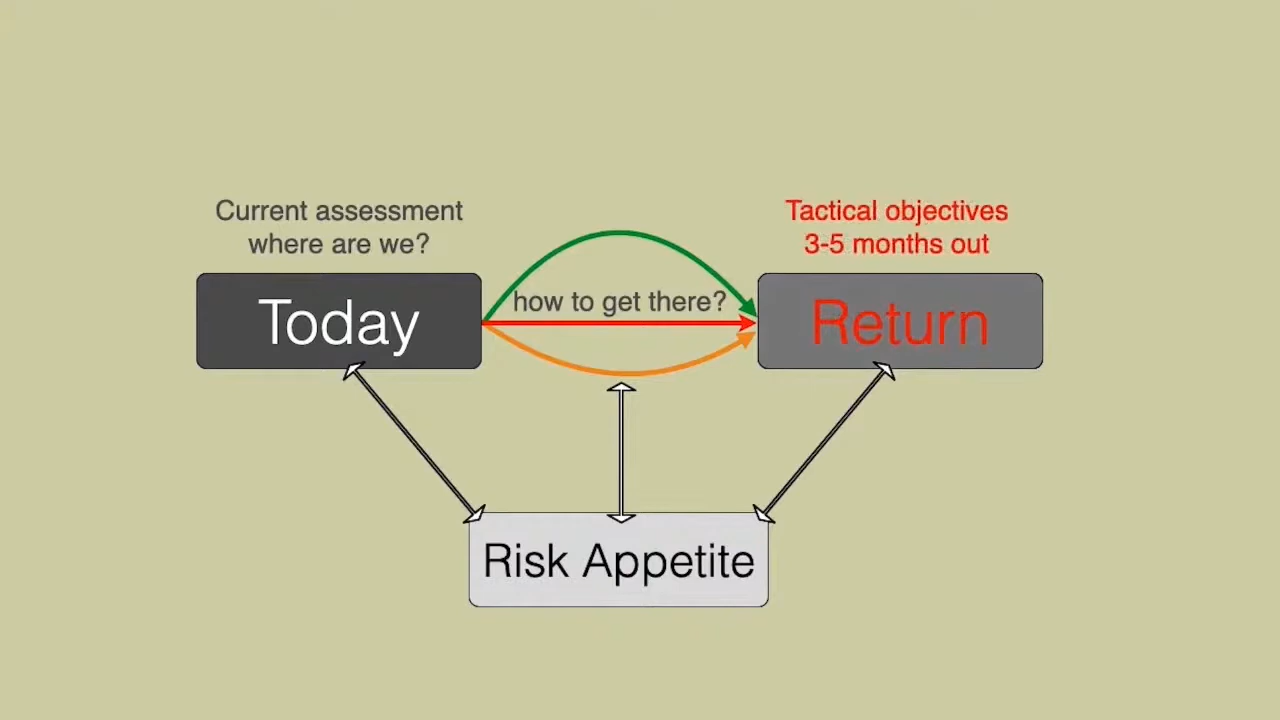 Current assessment
where are we?
Tactical objectives
3-5 months out
Today
how to get there?
Return
Risk Appetite